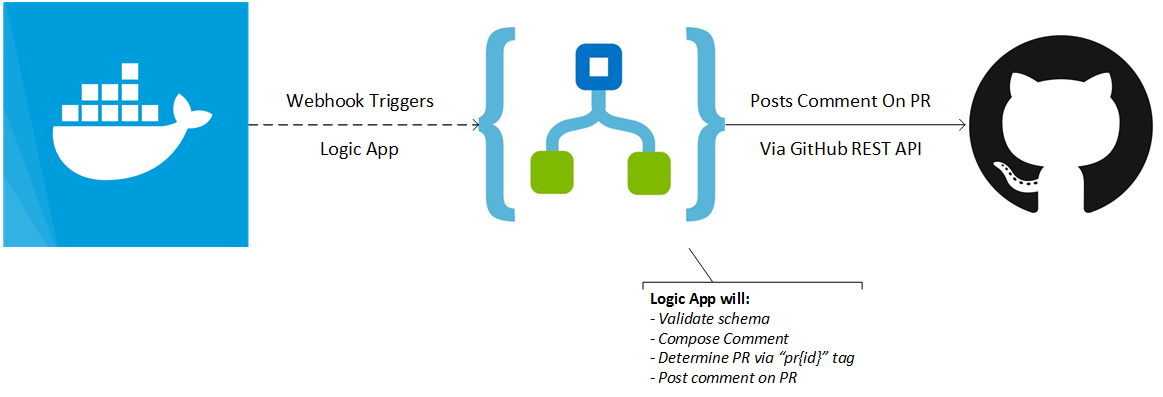 Webhook Triggers
Logic App
Posts Comment On PR
Via GitHub REST API
Logic App will:
- Validate schema
- Compose Comment
- Determine PR via “pr{id}” tag
- Post comment on PR